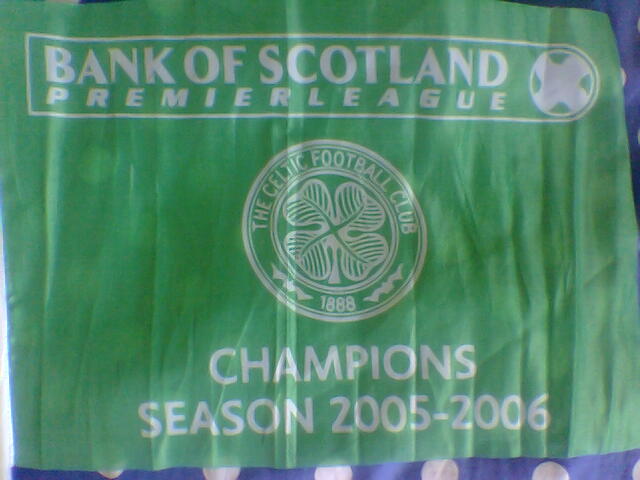 BANK OF SCOTLAND
PREMIERLEAGUE
THE CELTIC FOOTBALL CLUB
1888
CHAMPIONS
SEASON 2005-2006